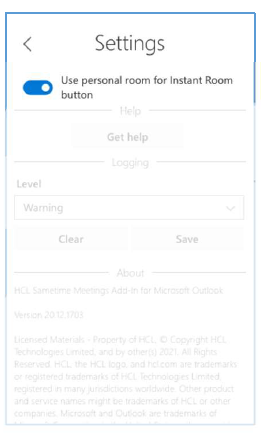 Settings
Use personal room for Instant Room
button
Help
Get help
Logging
Level
Warning
Clear Save
About
HCL Sametime Meetings Add-in for Microsoft Outlook
Version 20.12.1703
Licensed Materials - Property of HCL. © Copyright HCL
Technologies Limited, and by other(s) 2021. All Rights
Reserved. HCL, the HCL logo, and hcl.com are trademarks
or registered trademarks of HCL Technologies Limited,
registered in many jurisdictions worldwide. Other product
and service names might be trademarks of HCL or other
companies. Microsoft and Outlook are trademarks of